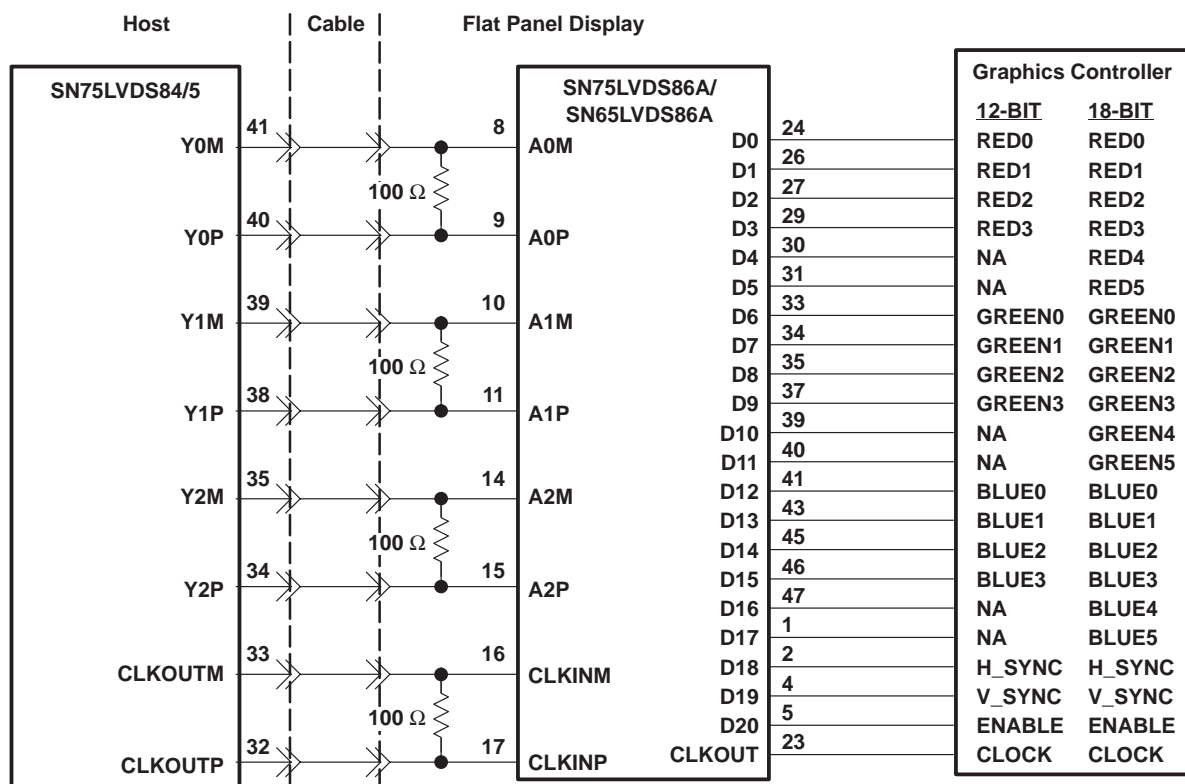 Host Cable Flat Panel Display
SN75LVDS84/5
SN75LVDS86A/
SN65LVDS86A
Graphics Controller
12-BIT 18-BIT
Y0M 41 8 A0M
100 Ω
Y0P 40 9 A0P
Y1M 39 10 A1M
100 Ω
Y1P 38 11 A1P
Y2M 35 14 A2M
100 Ω
Y2P 34 15 A2P
CLKOUTM 33 16 CLKINM
100 Ω
CLKOUTP 32 17 CLKINP
D0 24 RED0 RED0
D1 26 RED1 RED1
D2 27 RED2 RED2
D3 29 RED3 RED3
D4 30 NA RED4
D5 31 NA RED5
D6 33 GREEN0 GREEN0
D7 34 GREEN1 GREEN1
D8 35 GREEN2 GREEN2
D9 37 GREEN3 GREEN3
D10 39 NA GREEN4
D11 40 NA GREEN5
D12 41 BLUE0 BLUE0
D13 43 BLUE1 BLUE1
D14 45 BLUE2 BLUE2
D15 46 BLUE3 BLUE3
D16 47 NA BLUE4
D17 1 NA BLUE5
D18 2 H_SYNC H_SYNC
D19 4 V_SYNC V_SYNC
D20 5 ENABLE ENABLE
CLKOUT 23 CLOCK CLOCK